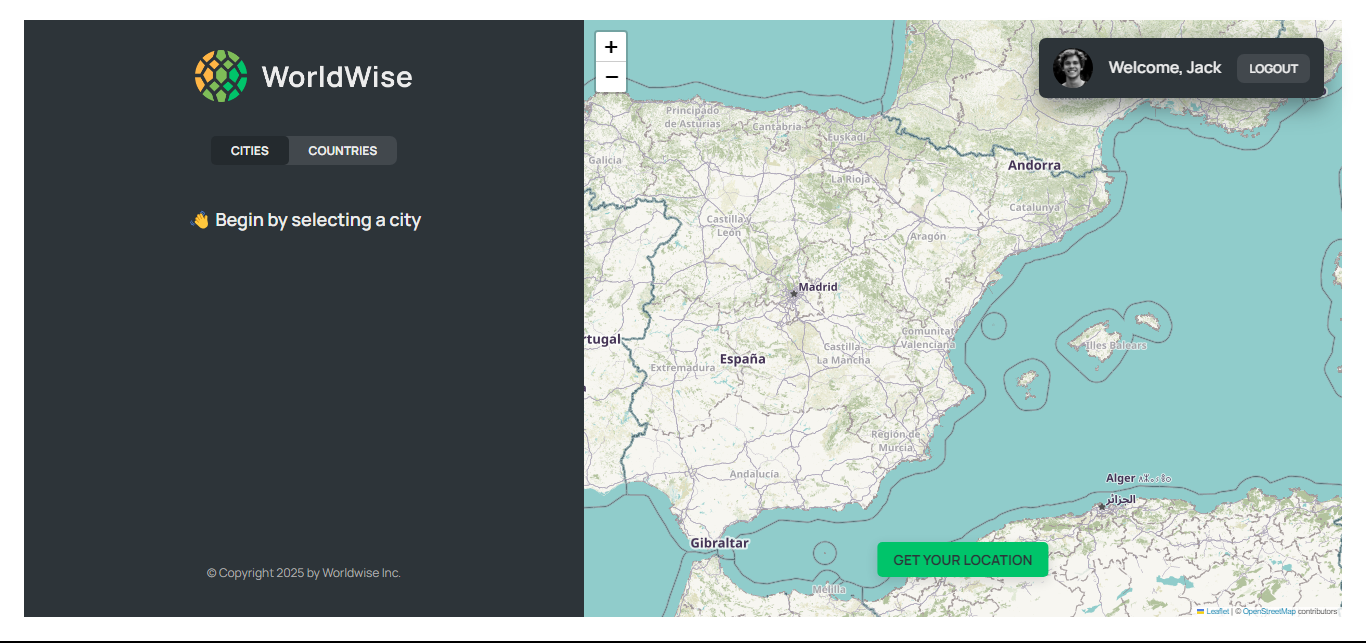 WorldWise
CITIES COUNTRIES
👋 Begin by selecting a city
© Copyright 2025 by Worldwise Inc.
+
−
Welcome, Jack LOGOUT
Principado
de Asturias
Cantabria
Euskadi
Galicia
Andorra
La Rioja
Catalunya
Castilla y
León
Aragón
Madrid
Comunitat
Valenciana
rtugal
España
Castilla-
La Mancha
Illes Balears
Extremadura
Región de
Murcia
Andalucía
Alger
الجزائر
Gibraltar
GET YOUR LOCATION
Melilla
Leaflet | © OpenStreetMap contributors